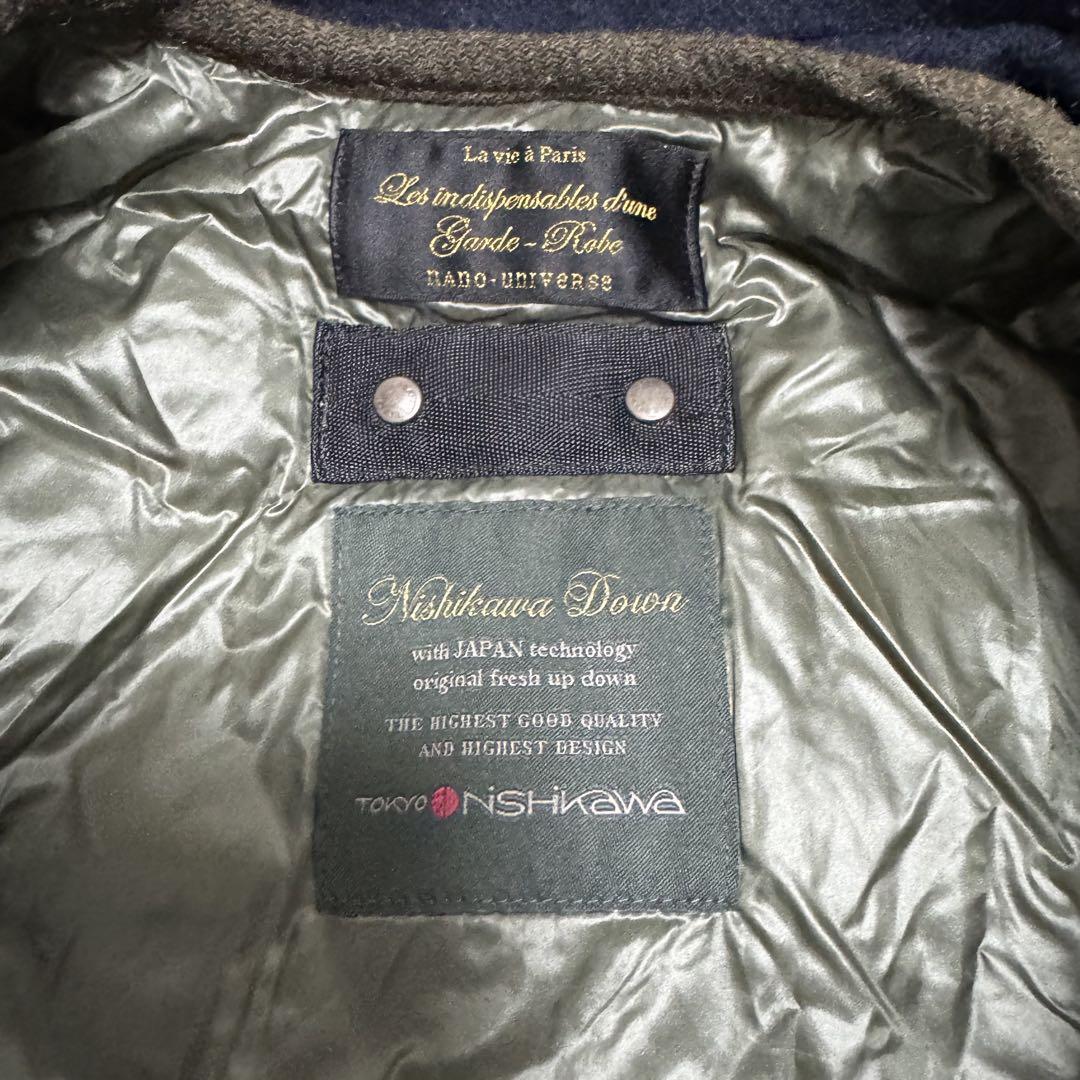 La vie à Paris
Les indispensables d'une
Garde-Robe
nano·universe
Nishikawa Down
with JAPAN technology
original fresh up down
THE HIGHEST GOOD QUALITY
AND HIGHEST DESIGN
TOKYO NiSHiKaWa